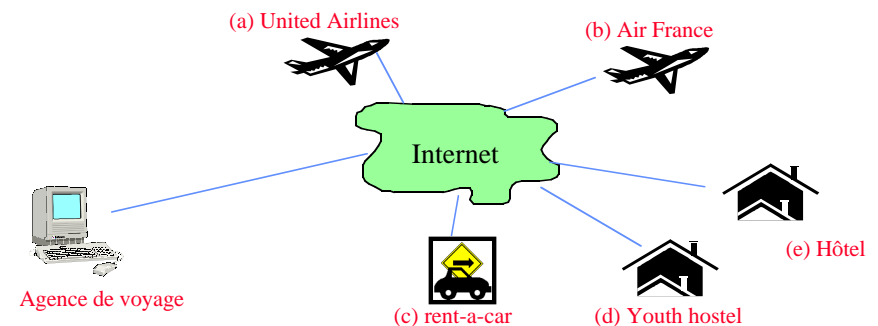 (a) United Airlines
(b) Air France
Internet
(e) Hôtel
Agence de voyage
(c) rent-a-car
(d) Youth hostel